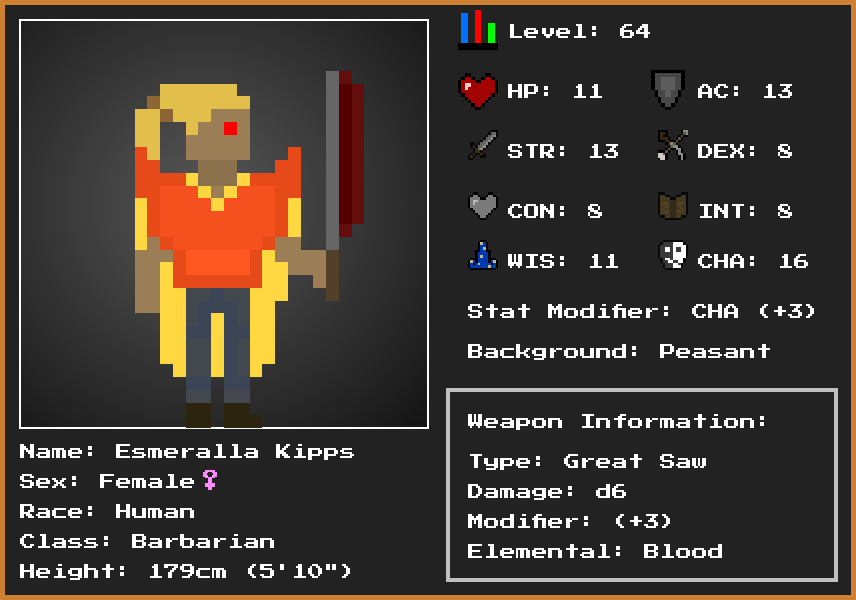 Level: 64
HP: 11 AC: 13
STR: 13 DEX: 8
CON: 8 INT: 8
WIS: 11 CHA: 16
Stat Modifier: CHA (+3)
Background: Peasant
Weapon Information:
Type: Great Saw
Damage: d6
Modifier: (+3)
Elemental: Blood
Name: Esmeralla Kipps
Sex: Female♀
Race: Human
Class: Barbarian
Height: 179cm (5'10")